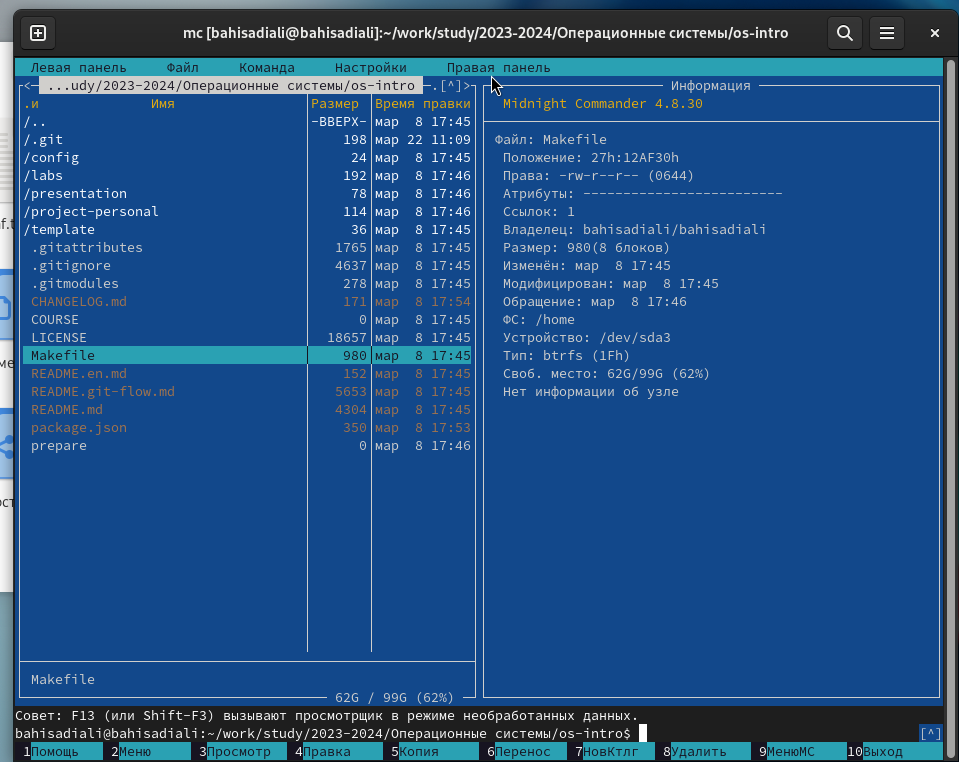 mc [bahisadiali@bahisadiali]:~/work/study/2023-2024/Операционные системы/os-intro
Левая панель Файл Команда Настройки Правая панель
<─ ...udy/2023-2024/Операционные системы/os-intro ─.[^]>
.и Имя Размер Время правки
/.. -ВВЕРХ- мар 8 17:45
/.git 198 мар 22 11:09
/config 24 мар 8 17:45
/labs 192 мар 8 17:46
/presentation 78 мар 8 17:46
/project-personal 114 мар 8 17:46
/template 36 мар 8 17:45
.gitattributes 1765 мар 8 17:45
.gitignore 4637 мар 8 17:45
.gitmodules 278 мар 8 17:45
CHANGELOG.md 171 мар 8 17:54
COURSE 0 мар 8 17:45
LICENSE 18657 мар 8 17:45
Makefile 980 мар 8 17:45
README.en.md 152 мар 8 17:45
README.git-flow.md 5653 мар 8 17:45
README.md 4304 мар 8 17:45
package.json 350 мар 8 17:53
prepare 0 мар 8 17:46
Makefile
62G / 99G (62%)
Информация
Midnight Commander 4.8.30
Файл: Makefile
Положение: 27h:12AF30h
Права: -rw-r--r-- (0644)
Атрибуты: -------------------------
Ссылок: 1
Владелец: bahisadiali/bahisadiali
Размер: 980(8 блоков)
Изменён: мар 8 17:45
Модифицирован: мар 8 17:45
Обращение: мар 8 17:46
ФС: /home
Устройство: /dev/sda3
Тип: btrfs (1Fh)
Своб. место: 62G/99G (62%)
Нет информации об узле
Совет: F13 (или Shift-F3) вызывают просмотрщик в режиме необработанных данных.
bahisadiali@bahisadiali:~/work/study/2023-2024/Операционные системы/os-intro$ [^]
1Помощь 2Меню 3Просмотр 4Правка 5Копия 6Перенос 7НовКтлг 8Удалить 9МенюМС 10Выход